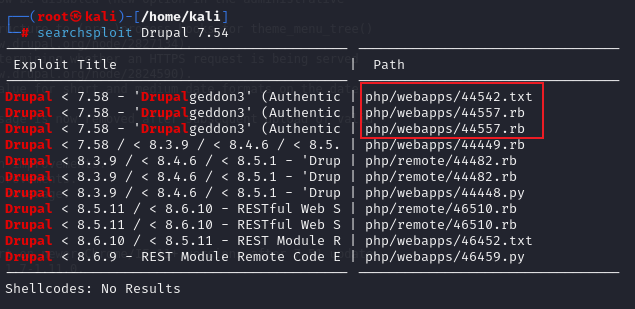 (root㉿kali)-[/home/kali]
# searchsploit Drupal 7.54
Exploit Title | Path
Drupal < 7.58 - 'Drupalgeddon3' (Authentic | php/webapps/44542.txt
Drupal < 7.58 - 'Drupalgeddon3' (Authentic | php/webapps/44557.rb
Drupal < 7.58 - 'Drupalgeddon3' (Authentic | php/webapps/44557.rb
Drupal < 7.58 / < 8.3.9 / < 8.4.6 / < 8.5. | php/webapps/44449.rb
Drupal < 8.3.9 / < 8.4.6 / < 8.5.1 - 'Drup | php/remote/44482.rb
Drupal < 8.3.9 / < 8.4.6 / < 8.5.1 - 'Drup | php/remote/44482.rb
Drupal < 8.3.9 / < 8.4.6 / < 8.5.1 - 'Drup | php/webapps/44448.py
Drupal < 8.5.11 / < 8.6.10 - RESTful Web S | php/remote/46510.rb
Drupal < 8.5.11 / < 8.6.10 - RESTful Web S | php/remote/46510.rb
Drupal < 8.6.10 / < 8.5.11 - REST Module R | php/webapps/46452.txt
Drupal < 8.6.9 - REST Module Remote Code E | php/webapps/46459.py
Shellcodes: No Results